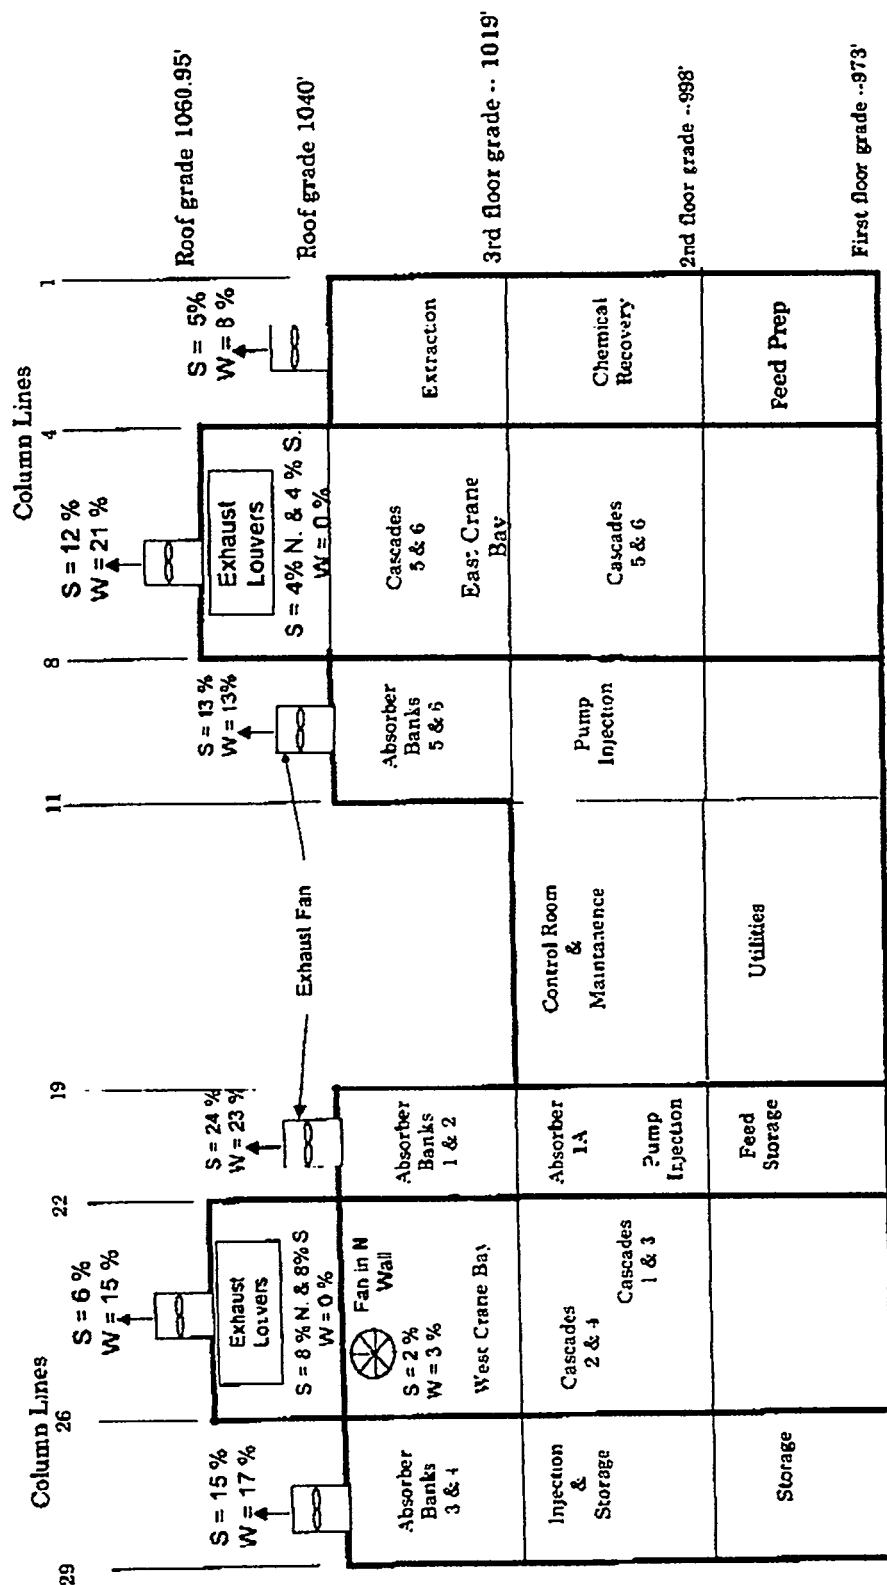 Column Lines
Column Lines
29
26
22
19
11
8
4
1
Roof grade 1060.95'
Roof grade 1040'
3rd floor grade -- 1019'
2nd floor grade --998'
First floor grade --973'
S = 15 %
W = 17 %
S = 6 %
W = 15 %
S = 24 %
W = 23 %
Exhaust Fan
S = 13 %
W = 13%
S = 12 %
W = 21 %
S = 5%
W = 8 %
Exhaust
Louvers
S = 8 % N. & 8% S
W = 0 %
Exhaust
Louvers
S = 4% N. & 4 % S.
W = 0 %
Fan in N
Wall
S = 2 %
W = 3 %
Absorber
Banks
3 & 4
West Crane Bay
Absorber
Banks
1 & 2
Absorber
Banks
5 & 6
Cascades
5 & 6
East Crane
Bay
Extraction
Injection
&
Storage
Cascades
2 & 4
Cascades
1 & 3
Absorber
1A
Pump
Injection
Control Room
&
Maintanence
Pump
Injection
Cascades
5 & 6
Chemical
Recovery
Storage
Feed
Storage
Utilities
Feed Prep